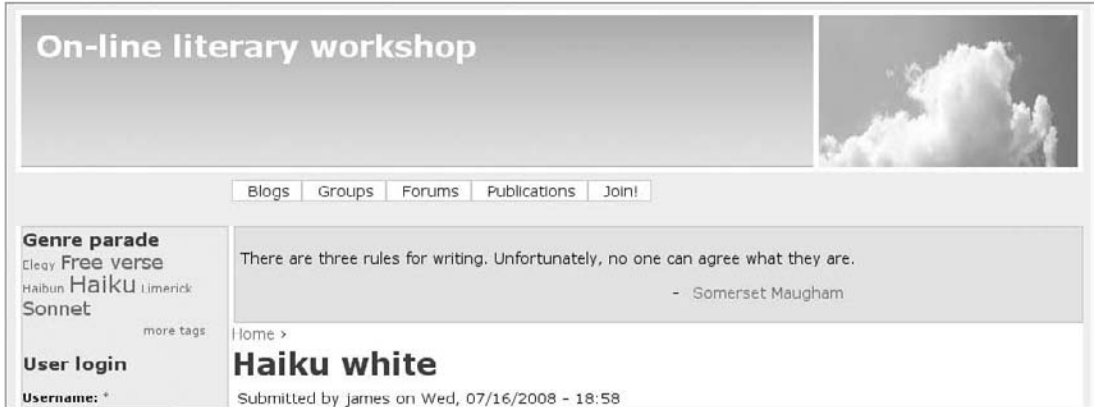 On-line literary workshop
Blogs Groups Forums Publications Join!
Genre parade
Elegy Free verse
Haibun Haiku Limerick
Sonnet
more tags
User login
Username: *
There are three rules for writing. Unfortunately, no one can agree what they are.
- Somerset Maugham
Home ›
Haiku white
Submitted by james on Wed, 07/16/2008 - 18:58